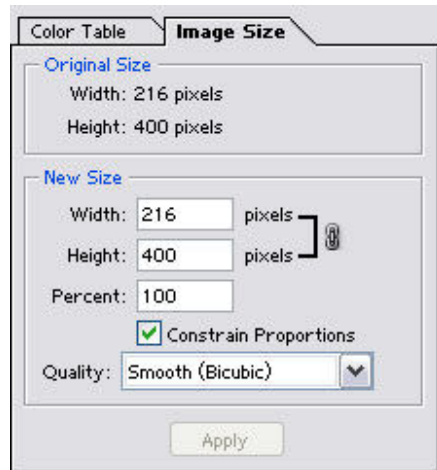 Color Table Image Size
Original Size
Width: 216 pixels
Height: 400 pixels
New Size
Width: 216 pixels
Height: 400 pixels
Percent: 100
Constrain Proportions
Quality: Smooth (Bicubic)
Apply